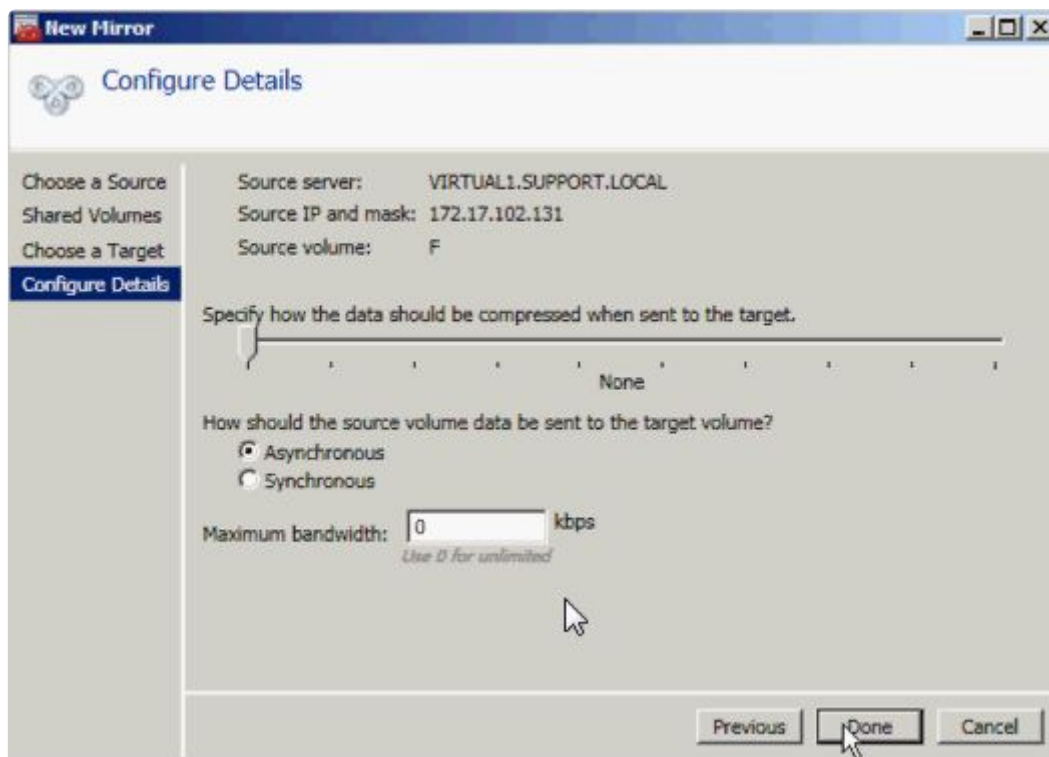 New Mirror
Configure Details
Choose a Source
Shared Volumes
Choose a Target
Configure Details
Source server: VIRTUAL1.SUPPORT.LOCAL
Source IP and mask: 172.17.102.131
Source volume: F
Specify how the data should be compressed when sent to the target.
None
How should the source volume data be sent to the target volume?
Asynchronous
Synchronous
Maximum bandwidth: 0 kbps
Use 0 for unlimited
Previous Done Cancel